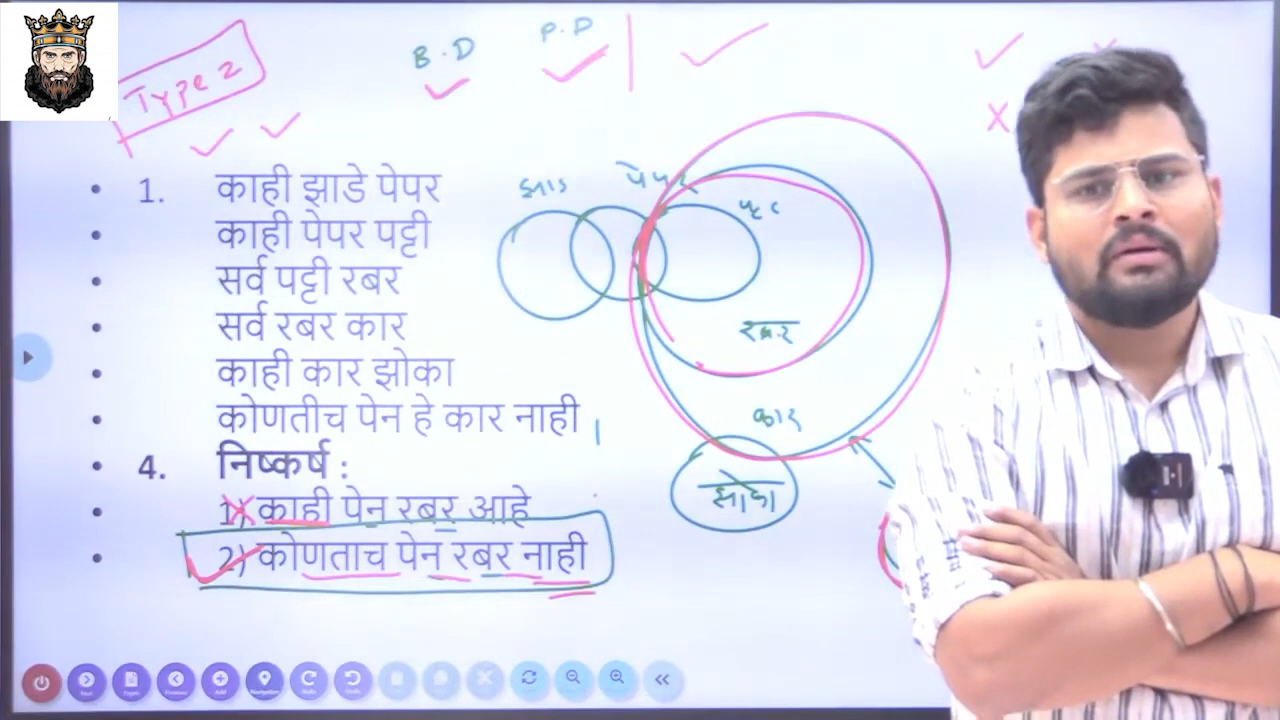 Type 2
B.D
P.D
1. काही झाडे पेपर
काही पेपर पट्टी
सर्व पट्टी रबर
सर्व रबर कार
काही कार झोका
कोणतीच पेन हे कार नाही
4. निष्कर्ष :
1) काही पेन रबर आहे
2) कोणताच पेन रबर नाही
झाड
पेपर
रबर
कार
झोका